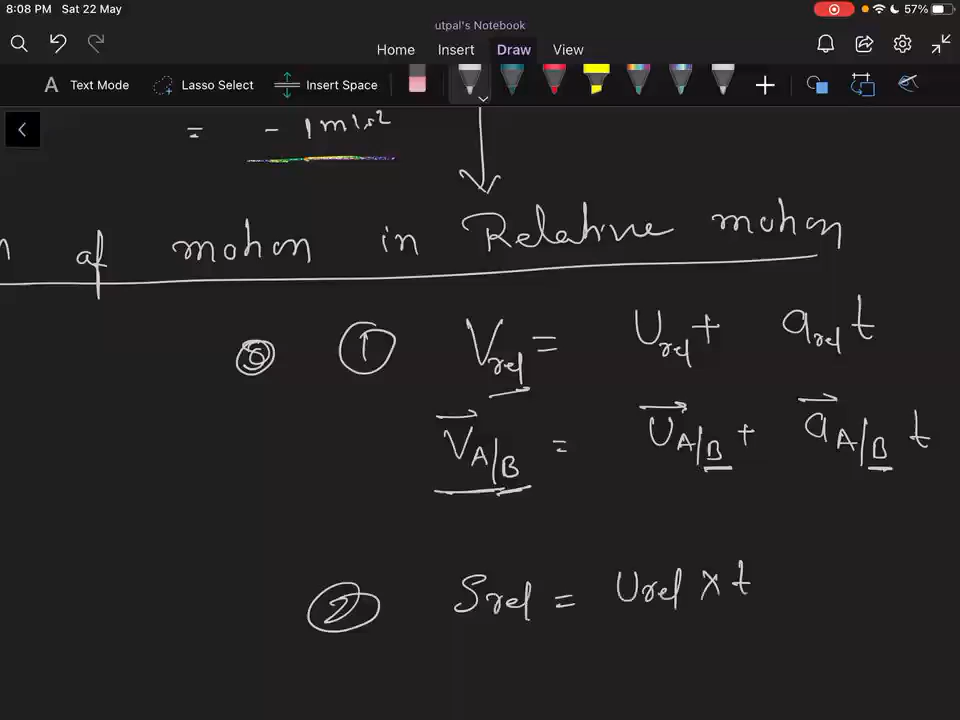 8:08 PM Sat 22 May 57%
utpal's Notebook
Home Insert Draw View
Text Mode Lasso Select Insert Space
= - 1m/s2
n of motion in Relative motion
① Vrel = Urel + arel t
VA/B = UA/B + aA/B t
② Srel = Urel × t